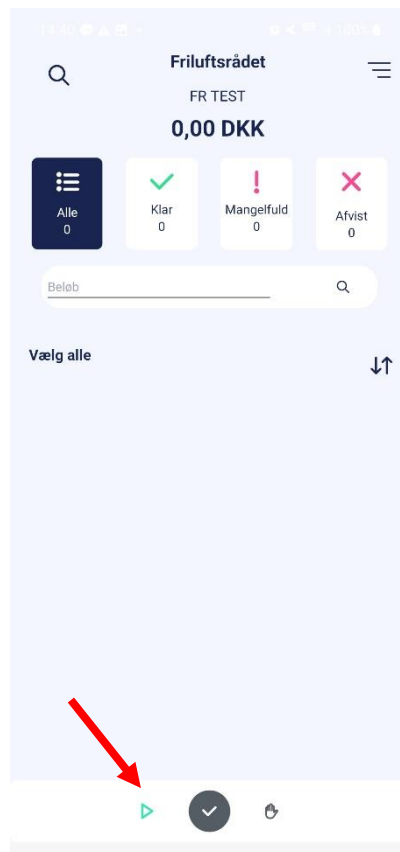 Friluftsrådet
FR TEST
0,00 DKK
Alle
0
Klar
0
Mangelfuld
0
Afvist
0
Beløb
Vælg alle